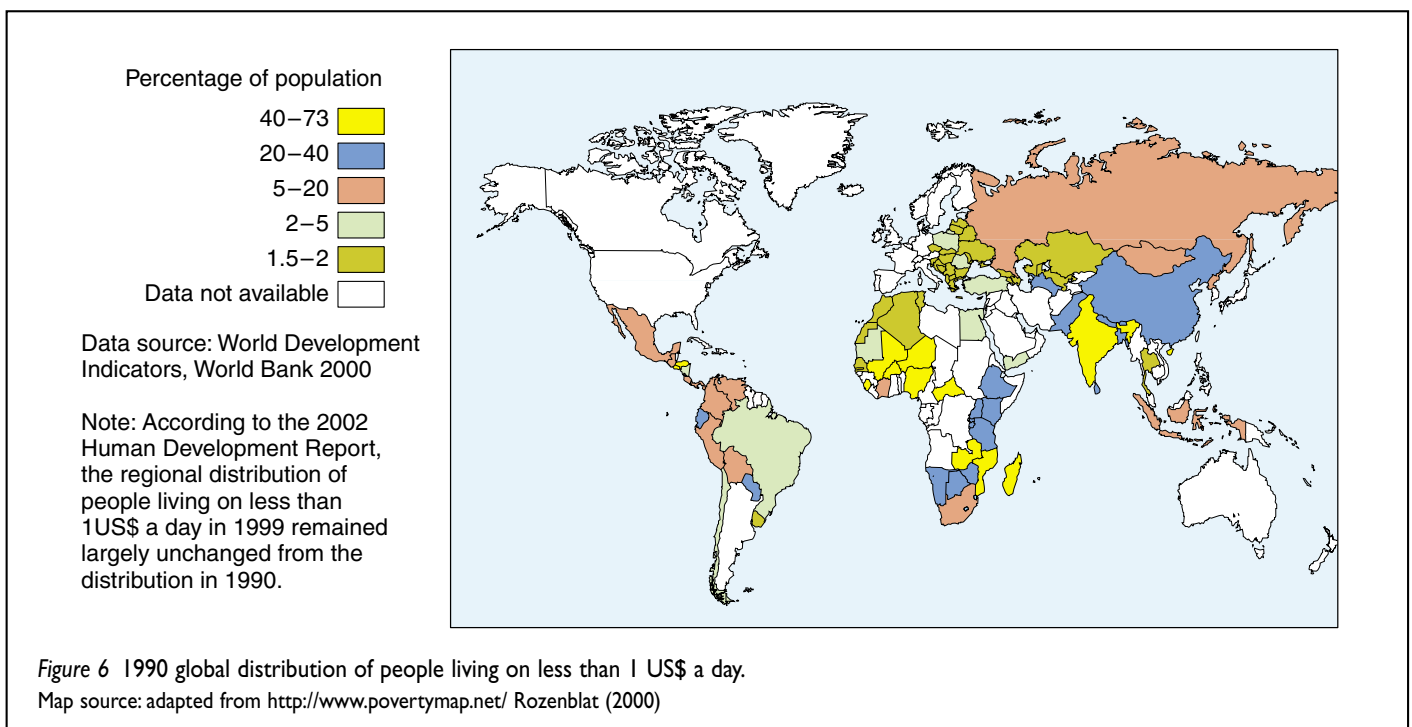 Percentage of population
40–73
20–40
5–20
2–5
1.5–2
Data not available
Data source: World Development
Indicators, World Bank 2000
Note: According to the 2002
Human Development Report,
the regional distribution of
people living on less than
1US$ a day in 1999 remained
largely unchanged from the
distribution in 1990.
Figure 6 1990 global distribution of people living on less than 1 US$ a day.
Map source: adapted from http://www.povertymap.net/ Rozenblat (2000)